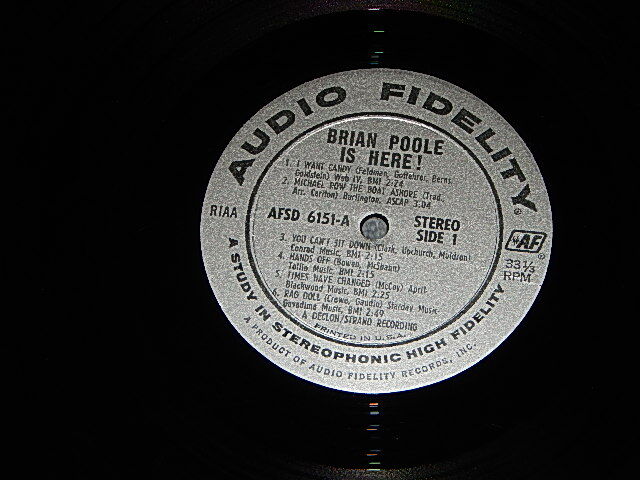 AUDIO FIDELITY®
BRIAN POOLE
IS HERE!
1. I WANT CANDY (Feldman, Gottehrer, Berns
Goldstein) Web IV, BMI 2:24
2. MICHAEL ROW THE BOAT ASHORE (Trad.
Arr. Carlton) Burlington, ASCAP 3:04
RIAA
AFSD 6151-A
STEREO
SIDE 1
AF®
33⅓
RPM
3. YOU CAN'T SIT DOWN (Clark, Upchurch, Muldrow)
Conrad Music, BMI 2:15
4. HANDS OFF (Bowen, McShann)
Tollie Music, BMI 2:15
5. TIMES HAVE CHANGED (McCoy) April
Blackwood Music, BMI 2:25
6. RAG DOLL (Crewe, Gaudio) Saturday Music
Gavadima Music, BMI 2:49
A DECLON/STRAND RECORDING
PRINTED IN U.S.A.
A STUDY IN STEREOPHONIC HIGH FIDELITY
A PRODUCT OF AUDIO FIDELITY RECORDS, INC.